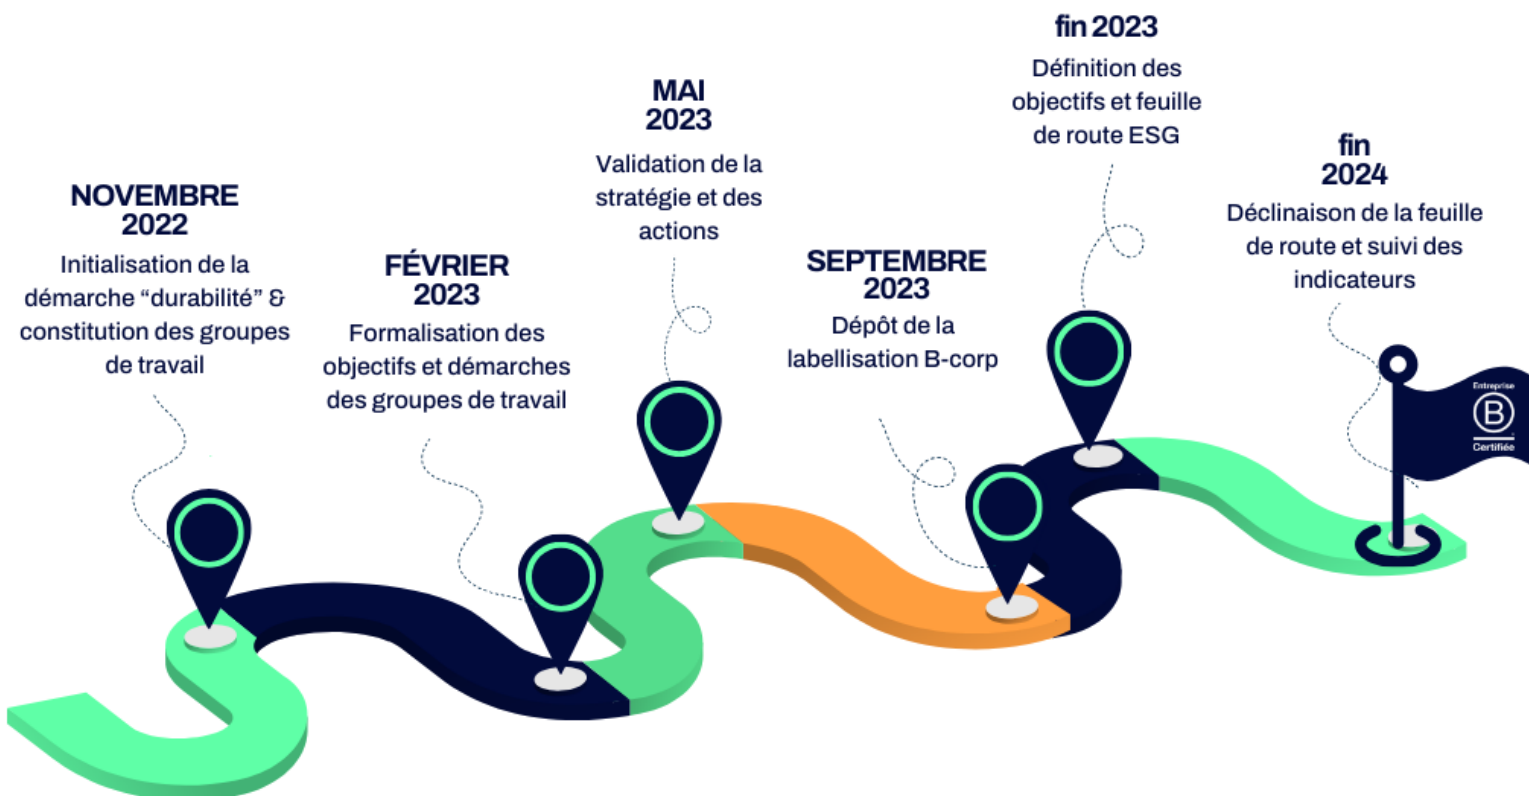 NOVEMBRE
2022
Initialisation de la
démarche “durabilité” &
constitution des groupes
de travail
FÉVRIER
2023
Formalisation des
objectifs et démarches
des groupes de travail
MAI
2023
Validation de la
stratégie et des
actions
SEPTEMBRE
2023
Dépôt de la
labellisation B-corp
fin 2023
Définition des
objectifs et feuille
de route ESG
fin
2024
Déclinaison de la feuille
de route et suivi des
indicateurs
Entreprise
B
Certifiée